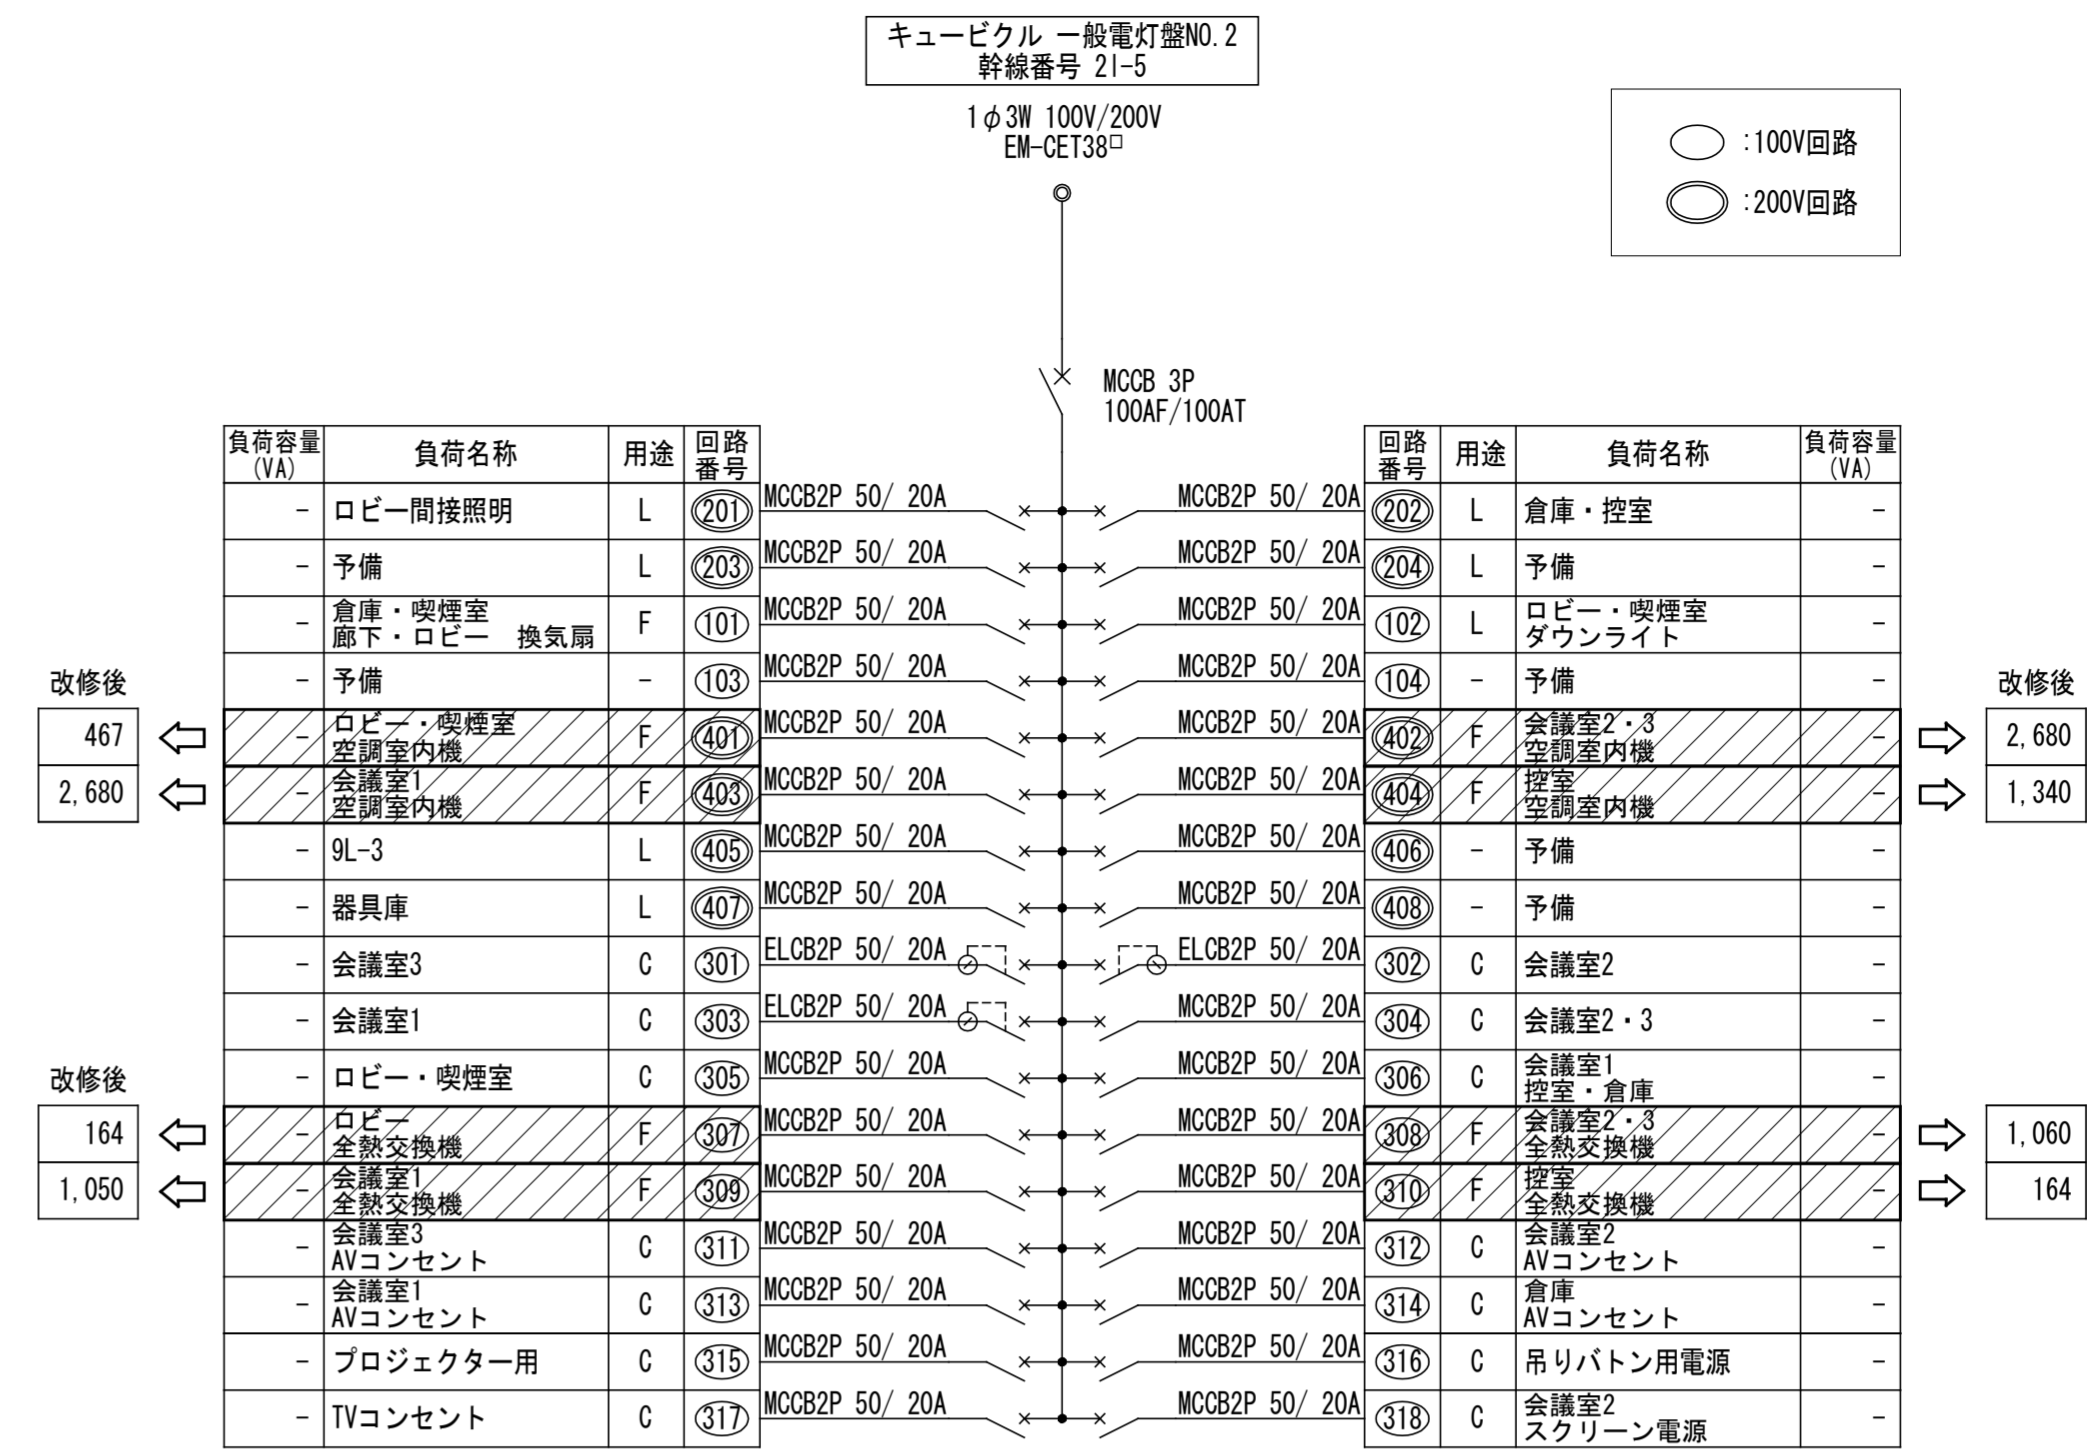 キュービクル 一般電灯盤NO.2
幹線番号 2l-5
1φ3W 100V/200V
EM-CET38□
:100V回路
:200V回路
MCCB 3P
100AF/100AT
負荷容量
(VA)
負荷名称
用途
回路
番号
回路
番号
用途
負荷名称
負荷容量
(VA)
- ロビー間接照明 L 201 MCCB2P 50/ 20A MCCB2P 50/ 20A 202 L 倉庫・控室 -
- 予備 L 203 MCCB2P 50/ 20A MCCB2P 50/ 20A 204 L 予備 -
- 倉庫・喫煙室
廊下・ロビー 換気扇 F 101 MCCB2P 50/ 20A MCCB2P 50/ 20A 102 L ロビー・喫煙室
ダウンライト -
改修後
- 予備 - 103 MCCB2P 50/ 20A MCCB2P 50/ 20A 104 - 予備 -
改修後
467 - ロビー・喫煙室
空調室内機 F 401 MCCB2P 50/ 20A MCCB2P 50/ 20A 402 F 会議室2・3
空調室内機 - 2,680
2,680 - 会議室1
空調室内機 F 403 MCCB2P 50/ 20A MCCB2P 50/ 20A 404 F 控室
空調室内機 - 1,340
- 9L-3 L 405 MCCB2P 50/ 20A MCCB2P 50/ 20A 406 - 予備 -
- 器具庫 L 407 MCCB2P 50/ 20A MCCB2P 50/ 20A 408 - 予備 -
- 会議室3 C 301 ELCB2P 50/ 20A ELCB2P 50/ 20A 302 C 会議室2 -
- 会議室1 C 303 ELCB2P 50/ 20A MCCB2P 50/ 20A 304 C 会議室2・3 -
改修後
- ロビー・喫煙室 C 305 MCCB2P 50/ 20A MCCB2P 50/ 20A 306 C 会議室1
控室・倉庫 -
164 - ロビー
全熱交換機 F 307 MCCB2P 50/ 20A MCCB2P 50/ 20A 308 F 会議室2・3
全熱交換機 - 1,060
1,050 - 会議室1
全熱交換機 F 309 MCCB2P 50/ 20A MCCB2P 50/ 20A 310 F 控室
全熱交換機 - 164
- 会議室3
AVコンセント C 311 MCCB2P 50/ 20A MCCB2P 50/ 20A 312 C 会議室2
AVコンセント -
- 会議室1
AVコンセント C 313 MCCB2P 50/ 20A MCCB2P 50/ 20A 314 C 倉庫
AVコンセント -
- プロジェクター用 C 315 MCCB2P 50/ 20A MCCB2P 50/ 20A 316 C 吊りバトン用電源 -
- TVコンセント C 317 MCCB2P 50/ 20A MCCB2P 50/ 20A 318 C 会議室2
スクリーン電源 -